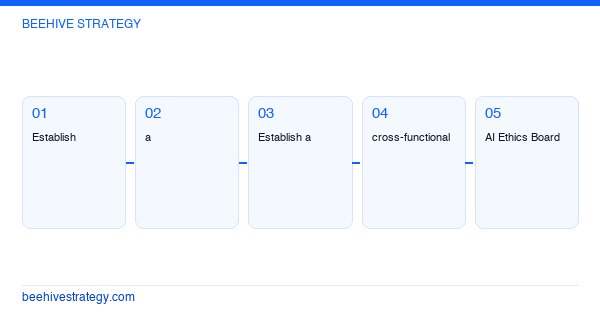 BEEHIVE STRATEGY
01
Establish
02
a
03
Establish a
04
cross-functional
05
AI Ethics Board
beehivestrategy.com